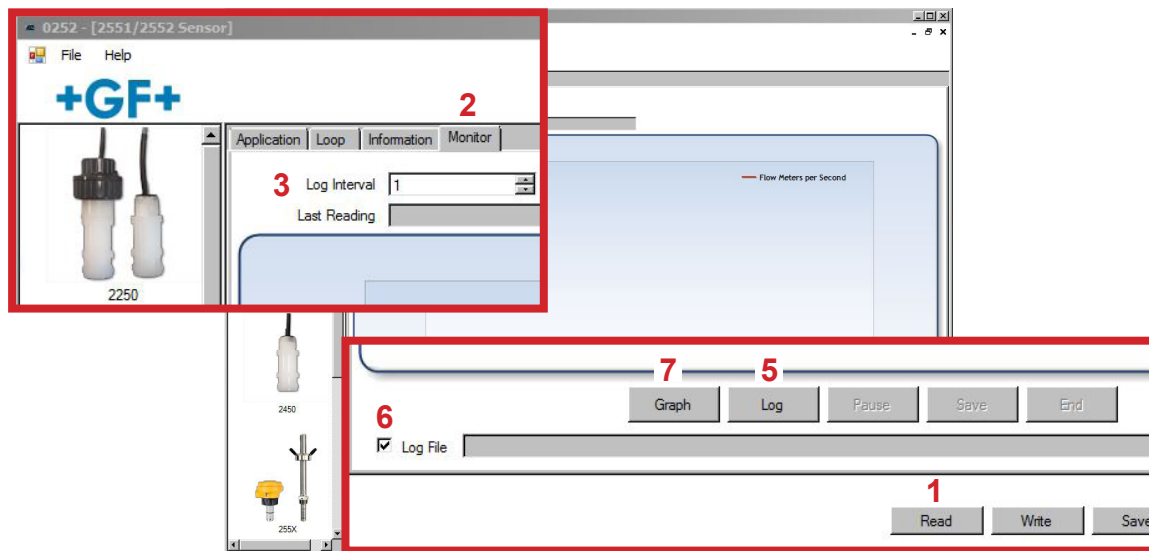 0252 - [2551/2552 Sensor]
File Help
+GF+
2
Application Loop Information Monitor
3 Log Interval 1
Last Reading
Flow Meters per Second
2250
2450
255X
7 5
Graph Log Pause Save End
6
Log File
1
Read Write Save